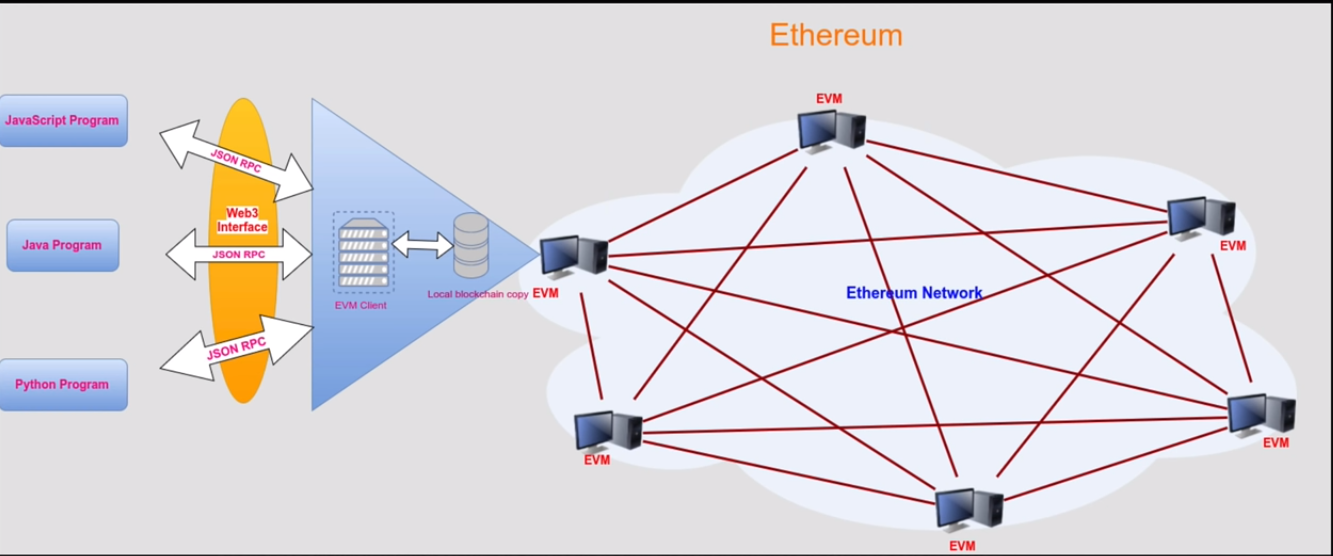 Ethereum
JavaScript Program
Java Program
Python Program
JSON RPC
Web3
Interface
JSON RPC
JSON RPC
EVM Client
Local blockchain copy
EVM
EVM
EVM
Ethereum Network
EVM
EVM
EVM